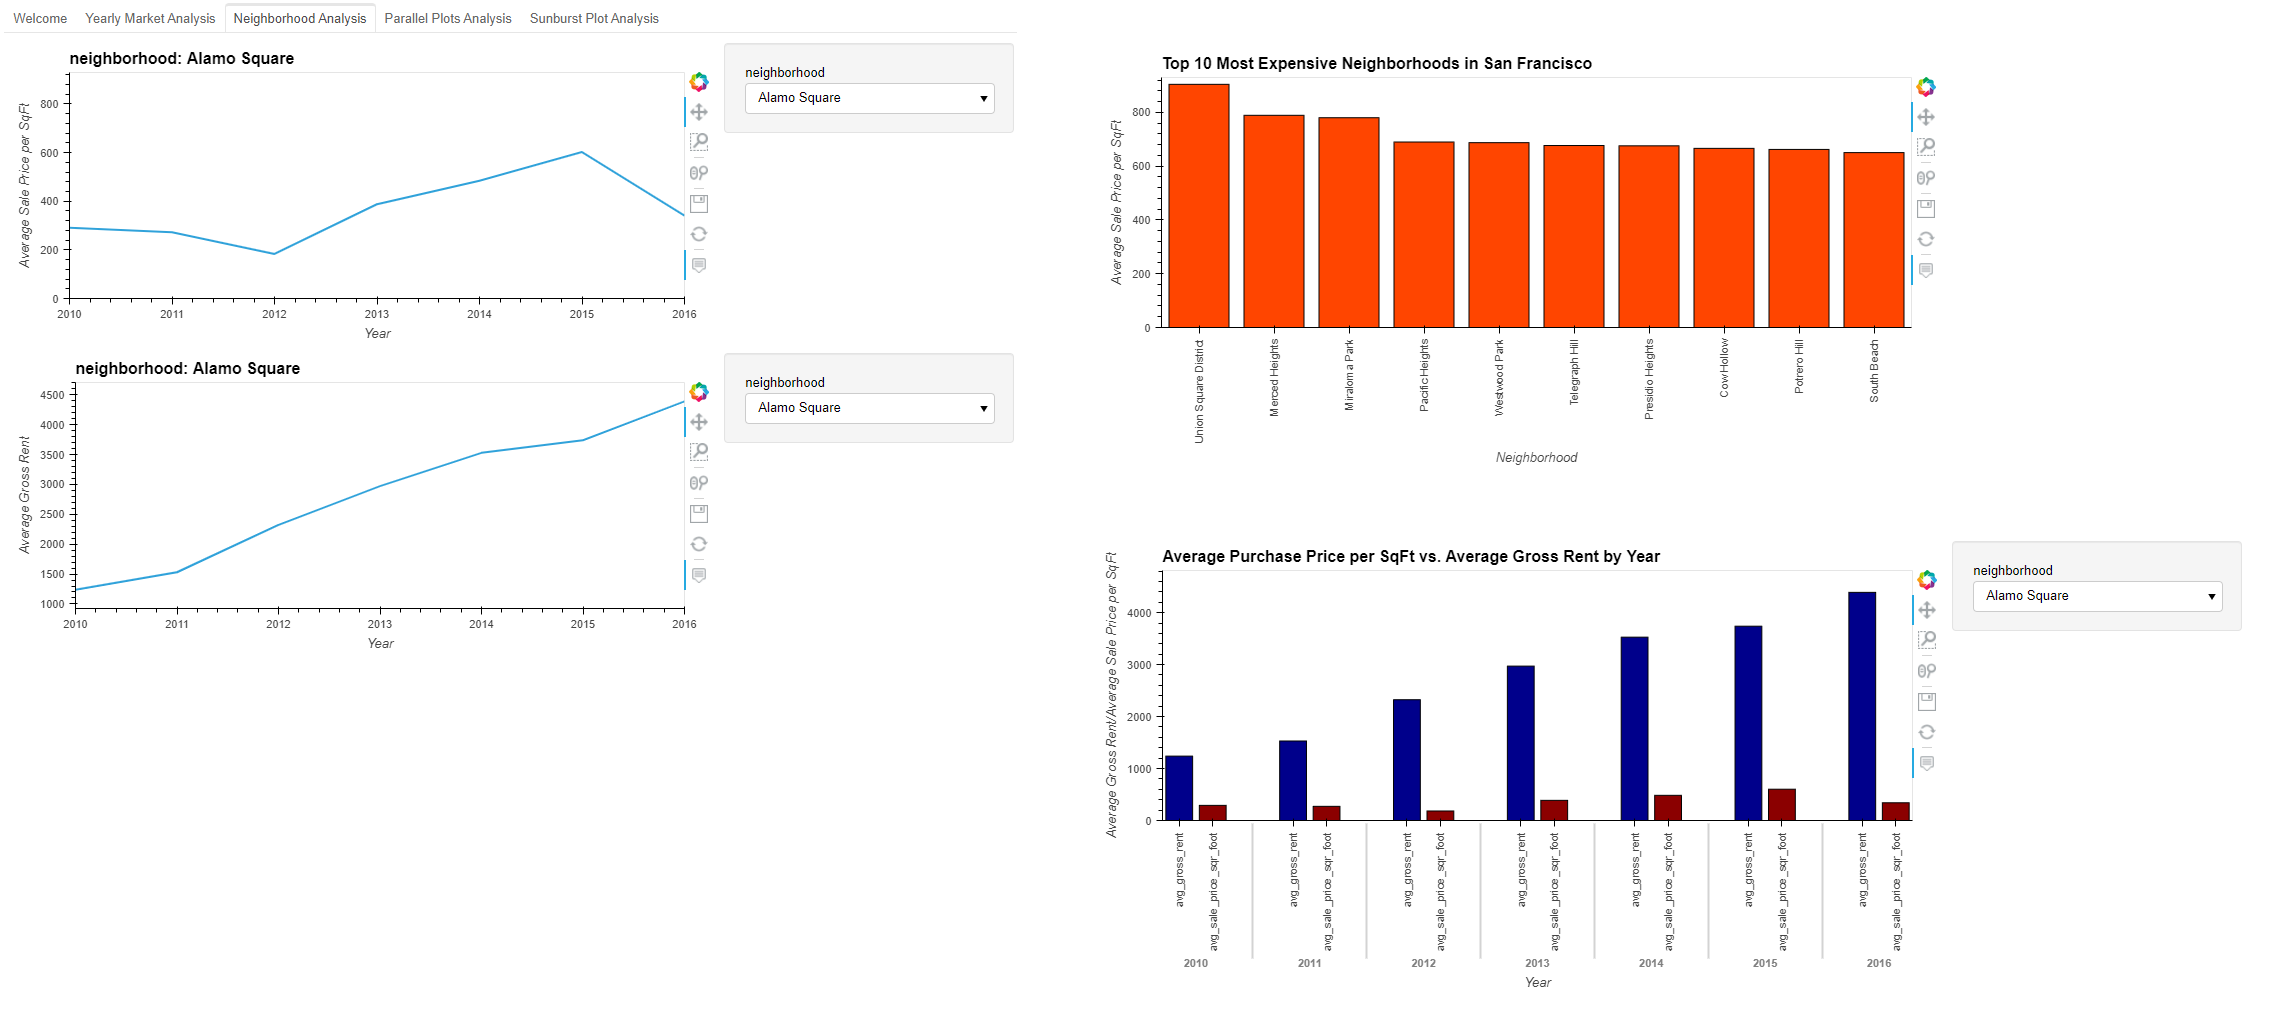 Welcome Yearly Market Analysis Neighborhood Analysis Parallel Plots Analysis Sunburst Plot Analysis
neighborhood: Alamo Square
Average Sale Price per SqFt
800
600
400
200
0
2010 2011 2012 2013 2014 2015 2016
Year
neighborhood
Alamo Square
neighborhood: Alamo Square
Average Gross Rent
4500
4000
3500
3000
2500
2000
1500
1000
2010 2011 2012 2013 2014 2015 2016
Year
neighborhood
Alamo Square
Top 10 Most Expensive Neighborhoods in San Francisco
Average Sale Price per SqFt
800
600
400
200
0
Union Square District
Merced Heights
Miraloma Park
Pacific Heights
Westwood Park
Telegraph Hill
Presidio Heights
Cow Hollow
Potrero Hill
South Beach
Neighborhood
Average Purchase Price per SqFt vs. Average Gross Rent by Year
Average Gross Rent/Average Sale Price per SqFt
4000
3000
2000
1000
0
avg_gross_rent
avg_sale_price_sqr_foot
avg_gross_rent
avg_sale_price_sqr_foot
avg_gross_rent
avg_sale_price_sqr_foot
avg_gross_rent
avg_sale_price_sqr_foot
avg_gross_rent
avg_sale_price_sqr_foot
avg_gross_rent
avg_sale_price_sqr_foot
avg_gross_rent
avg_sale_price_sqr_foot
2010 2011 2012 2013 2014 2015 2016
Year
neighborhood
Alamo Square